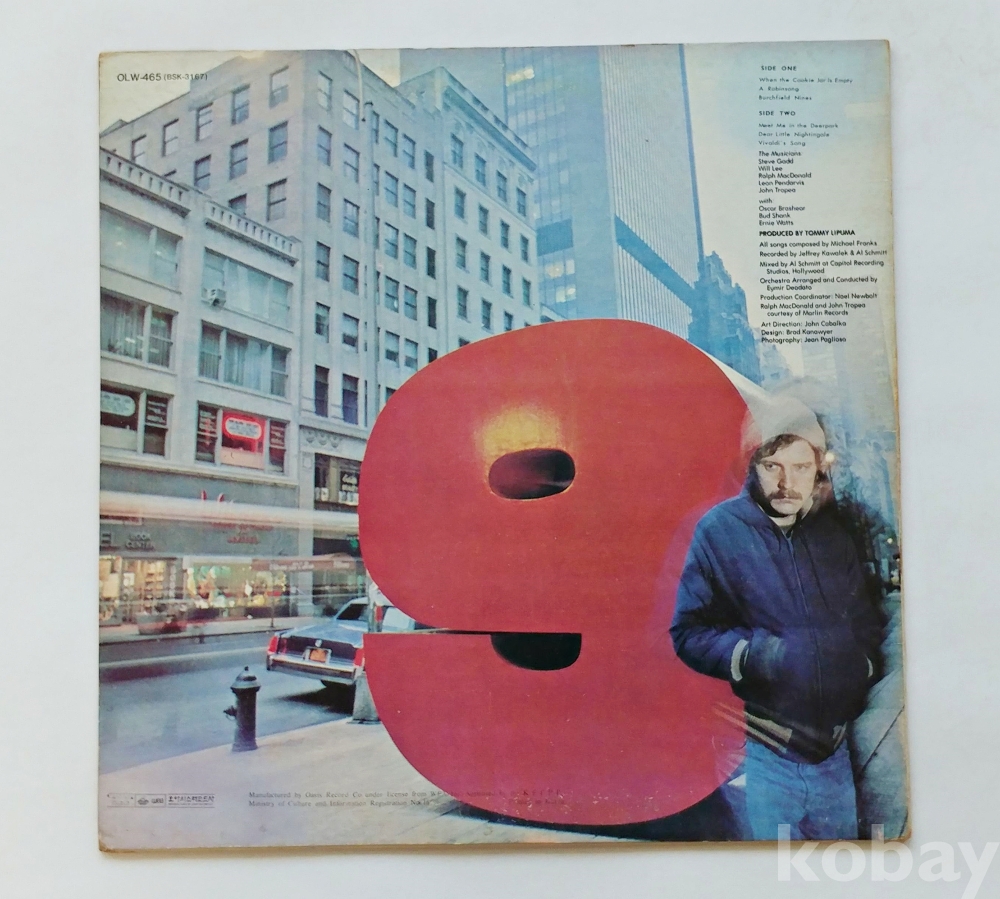 OLW-465 (BSK-3167)
SIDE ONE
When the Cookie Jar Is Empty
A Robinsong
Burchfield Nines
SIDE TWO
Meet Me in the Deerpark
Dear Little Nightingale
Vivaldi's Song
The Musicians:
Steve Gadd
Will Lee
Ralph MacDonald
Leon Pendarvis
John Tropea
with:
Oscar Brashear
Bud Shank
Ernie Watts
PRODUCED BY TOMMY LIPUMA
All songs composed by Michael Franks
Recorded by Jeffrey Kawalek & Al Schmitt
Mixed by Al Schmitt at Capitol Recording
Studios, Hollywood
Orchestra Arranged and Conducted by
Eymir Deodato
Production Coordinator: Noel Newbolt
Ralph MacDonald and John Tropea
courtesy of Marlin Records
Art Direction: John Cabalka
Design: Brad Kanawyer
Photography: Jean Pagliuso
9
BOOK
CENTER
Manufactured by Oasis Record Co. under license from
Ministry of Culture and Information Registration No.
kobay